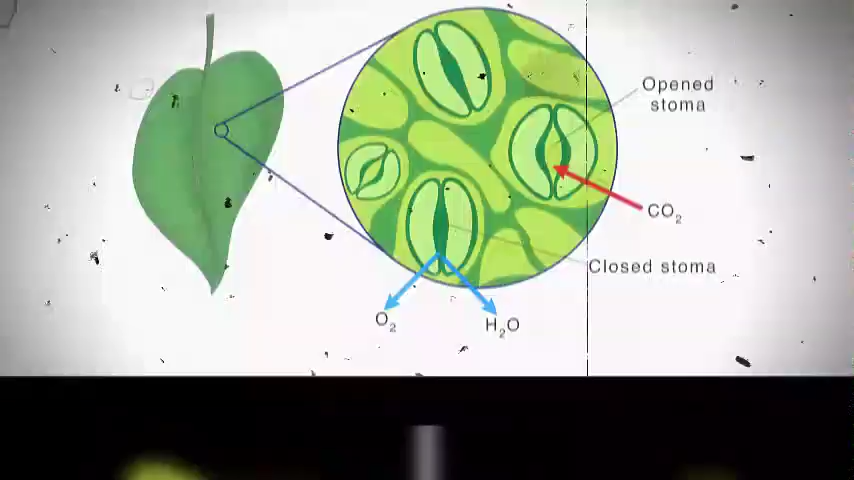 Opened
stoma
CO₂
Closed stoma
O₂
H₂O